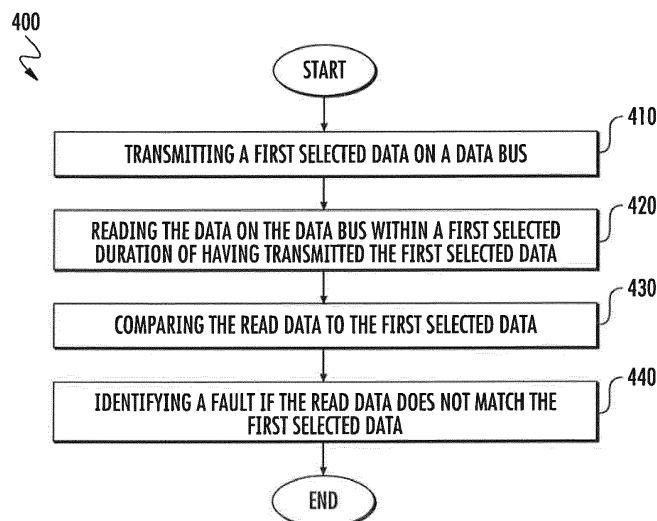 400
START
410
TRANSMITTING A FIRST SELECTED DATA ON A DATA BUS
420
READING THE DATA ON THE DATA BUS WITHIN A FIRST SELECTED
DURATION OF HAVING TRANSMITTED THE FIRST SELECTED DATA
430
COMPARING THE READ DATA TO THE FIRST SELECTED DATA
440
IDENTIFYING A FAULT IF THE READ DATA DOES NOT MATCH THE
FIRST SELECTED DATA
END